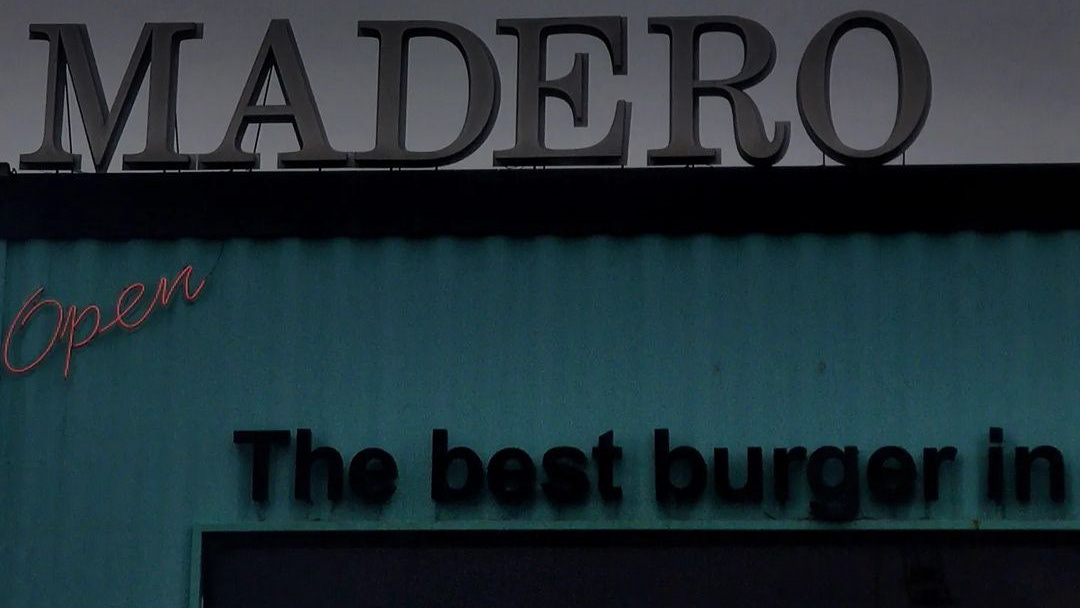 MADERO
Open
The best burger in